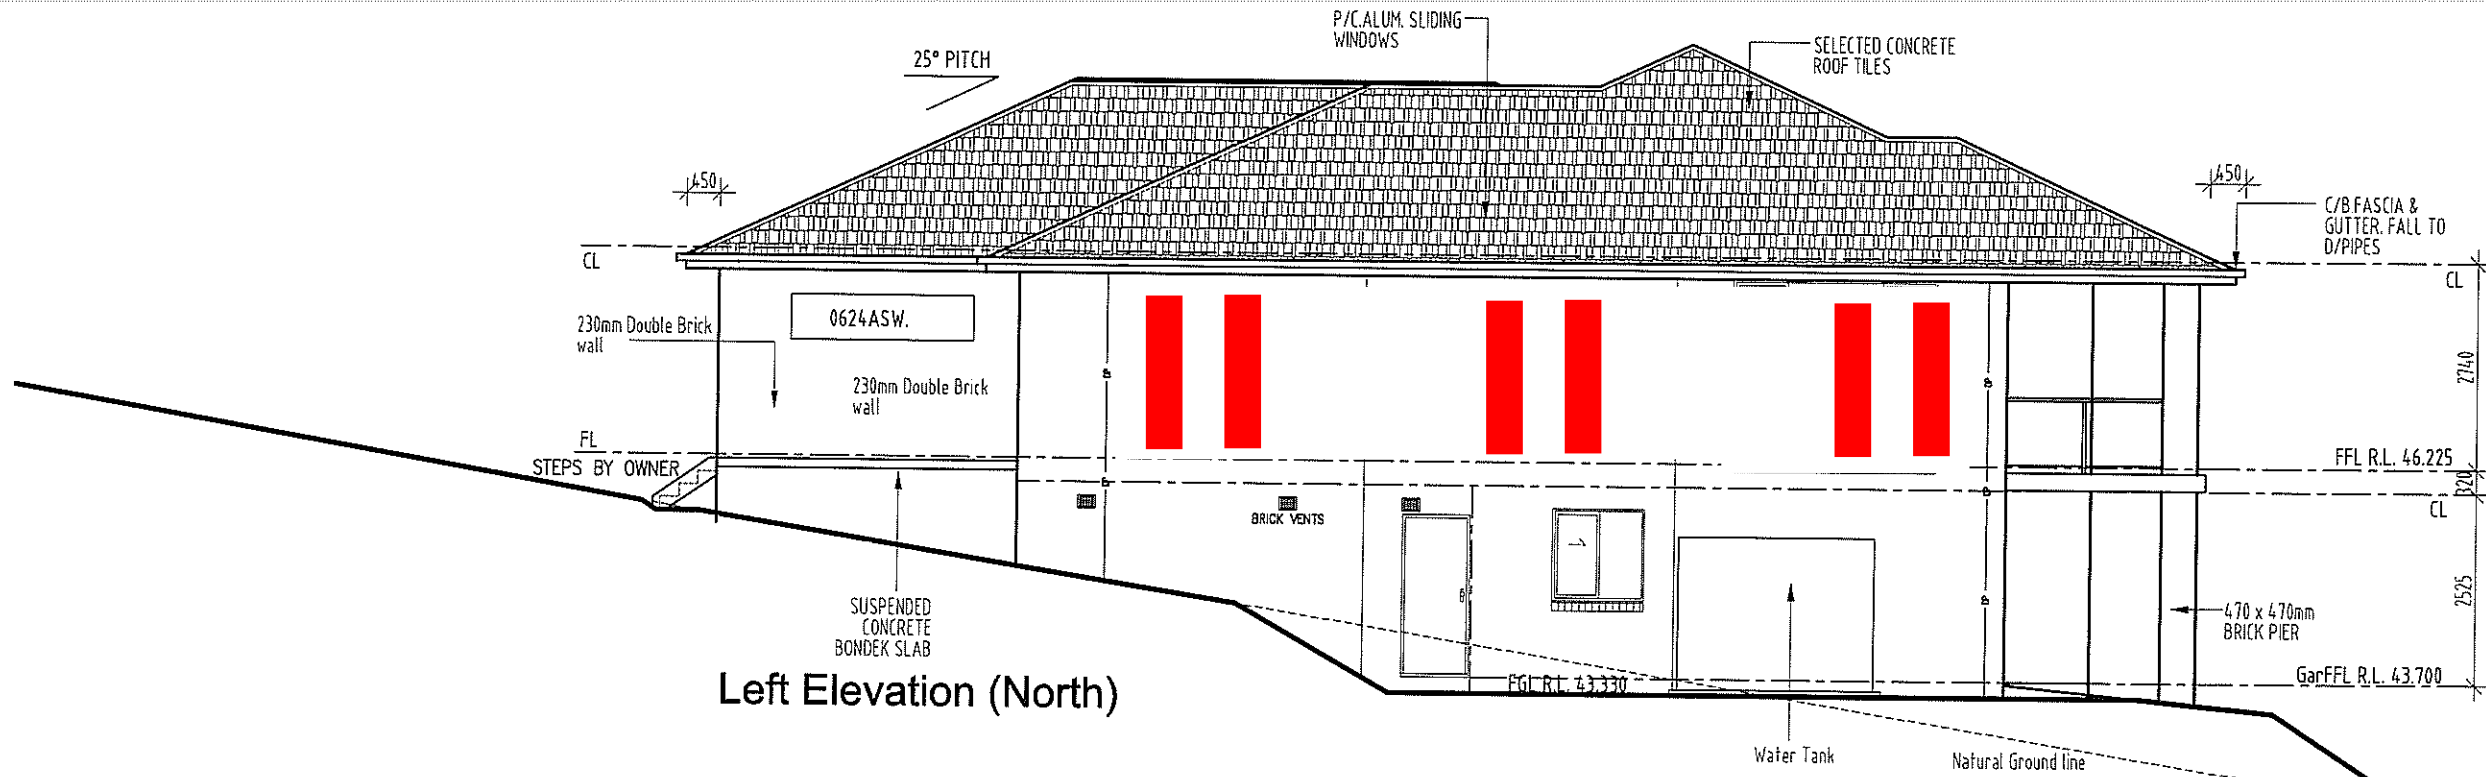 P/C.ALUM. SLIDING
WINDOWS
SELECTED CONCRETE
ROOF TILES
25° PITCH
450
450
C/B FASCIA &
GUTTER. FALL TO
D/PIPES
CL
CL
0624ASW.
230mm Double Brick
wall
230mm Double Brick
wall
2740
FL
STEPS BY OWNER
FFL R.L. 46.225
320
CL
BRICK VENTS
2525
SUSPENDED
CONCRETE
BONDEK SLAB
470 x 470mm
BRICK PIER
Left Elevation (North)
FGL R.L. 43.330
GarFFL R.L. 43.700
Water Tank
Natural Ground line